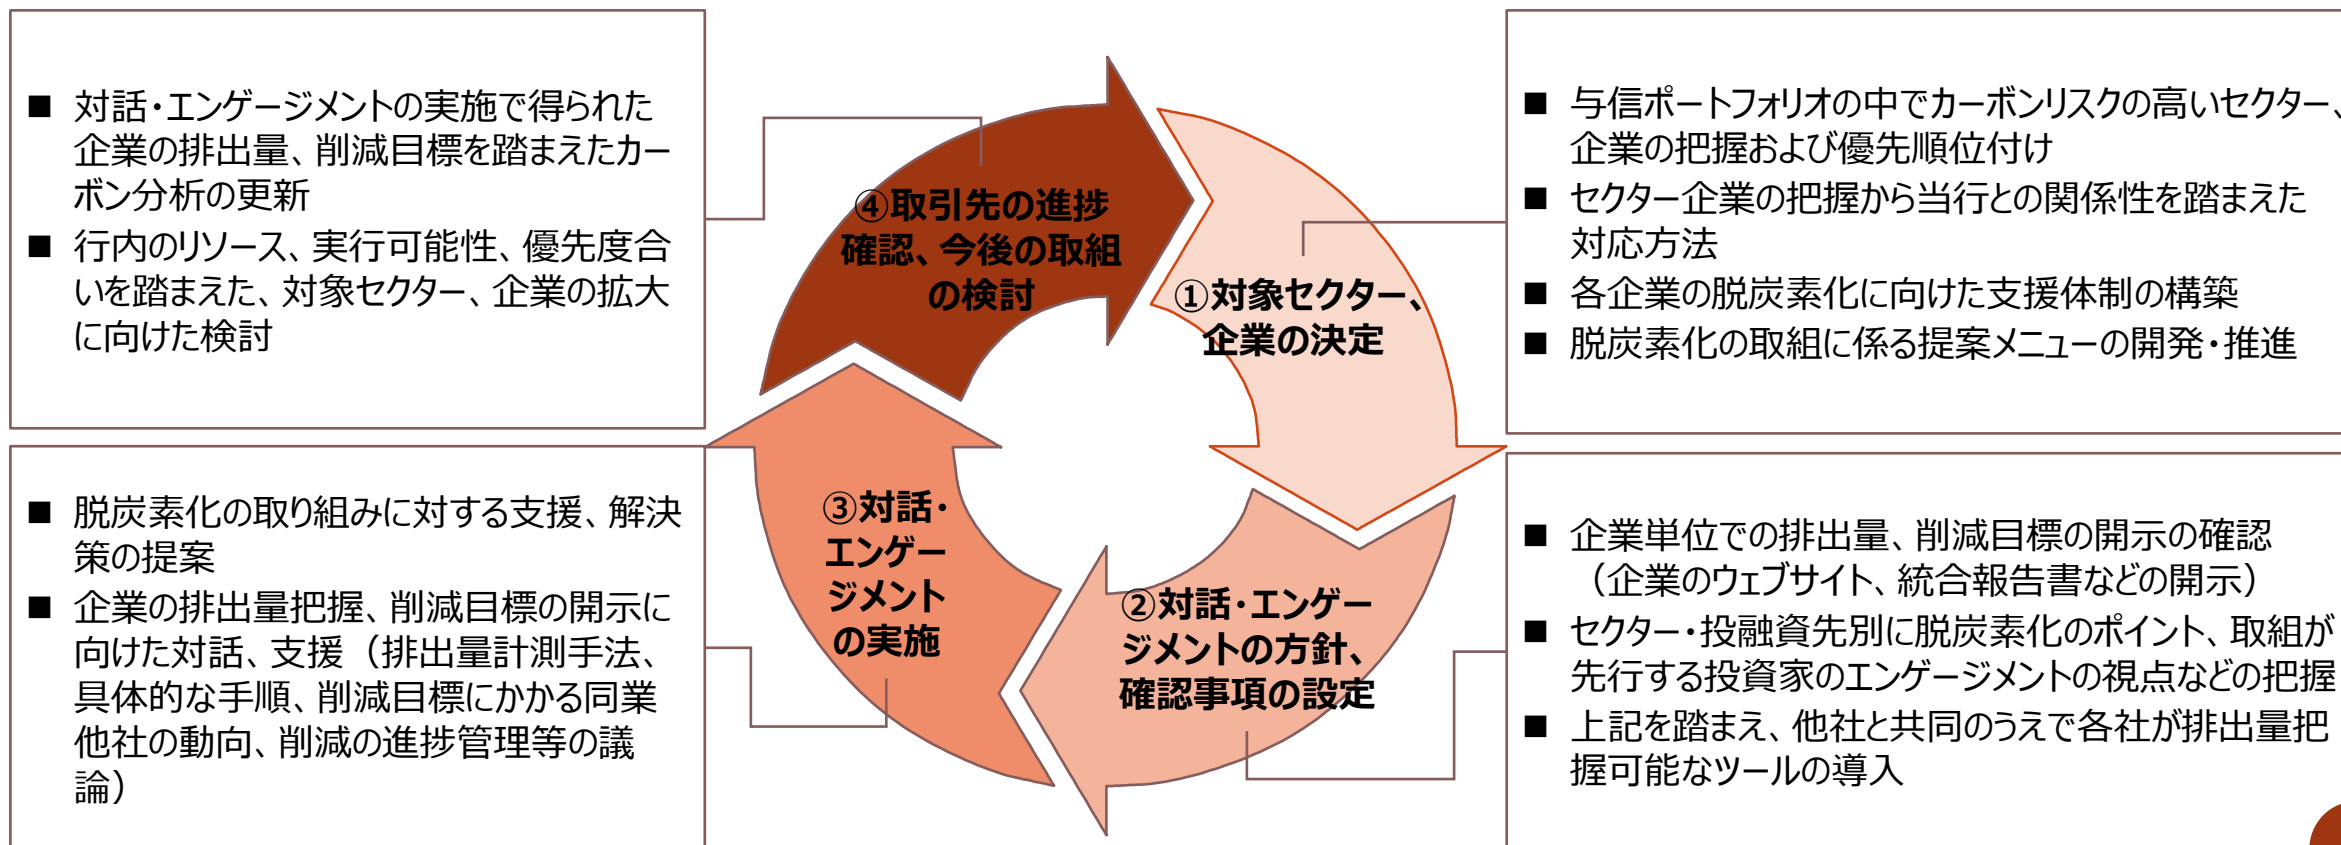 ■ 対話・エンゲージメントの実施で得られた
企業の排出量、削減目標を踏まえたカー
ボン分析の更新
■ 行内のリソース、実行可能性、優先度合
いを踏まえた、対象セクター、企業の拡大
に向けた検討
④取引先の進捗
確認、今後の取組
の検討
①対象セクター、
企業の決定
■ 与信ポートフォリオの中でカーボンリスクの高いセクター、
企業の把握および優先順位付け
■ セクター企業の把握から当行との関係性を踏まえた
対応方法
■ 各企業の脱炭素化に向けた支援体制の構築
■ 脱炭素化の取組に係る提案メニューの開発・推進
■ 脱炭素化の取り組みに対する支援、解決
策の提案
■ 企業の排出量把握、削減目標の開示に
向けた対話、支援（排出量計測手法、
具体的な手順、削減目標にかかる同業
他社の動向、削減の進捗管理等の議
論）
③対話・
エンゲー
ジメント
の実施
②対話・エンゲー
ジメントの方針、
確認事項の設定
■ 企業単位での排出量、削減目標の開示の確認
（企業のウェブサイト、統合報告書などの開示）
■ セクター・投融資先別に脱炭素化のポイント、取組が
先行する投資家のエンゲージメントの視点などの把握
■ 上記を踏まえ、他社と共同のうえで各社が排出量把
握可能なツールの導入